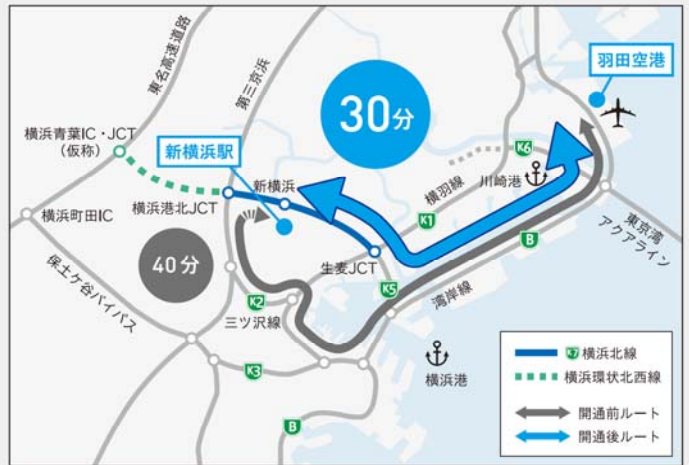 東名高速道路
第三京浜
羽田空港
30分
横浜青葉IC・JCT
(仮称)
新横浜駅
新横浜
横羽線
K6
川崎港
横浜港北JCT
横浜町田IC
K1
東京湾
アクアライン
B
40分
生麦JCT
K5
湾岸線
保土ケ谷バイパス
K2
三ツ沢線
K3
横浜港
B
K7 横浜北線
横浜環状北西線
開通前ルート
開通後ルート